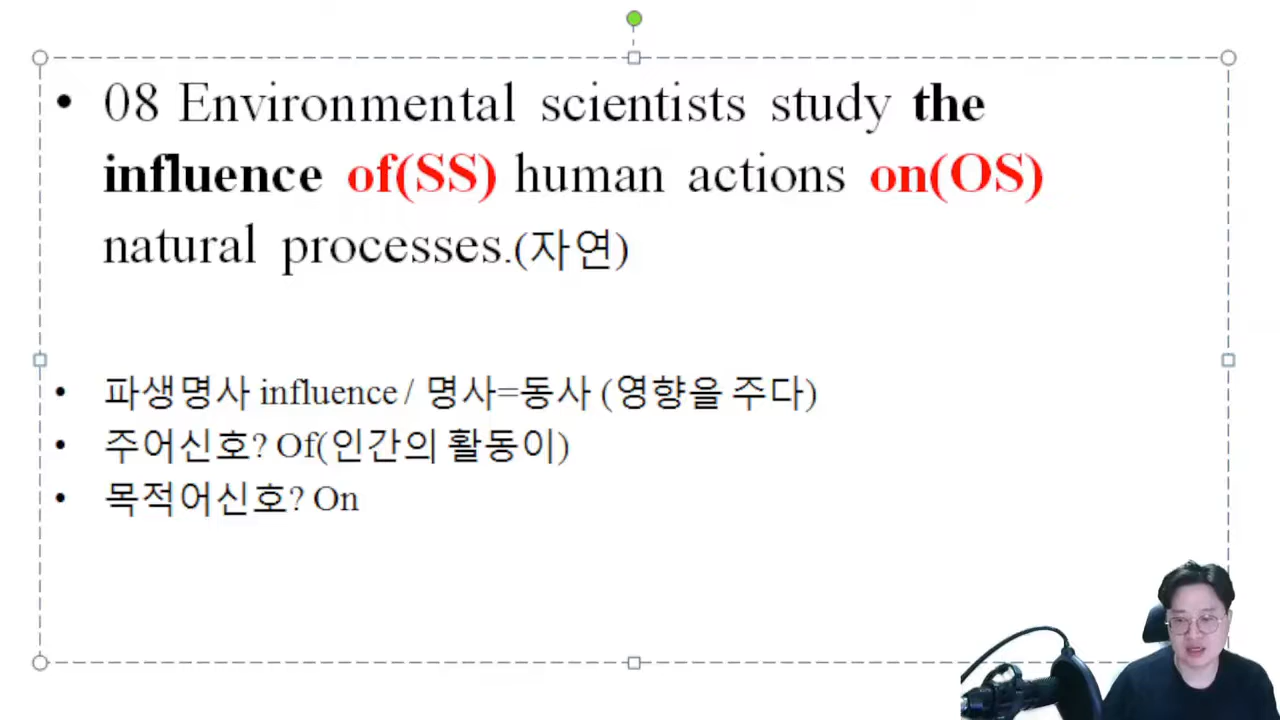 • 08 Environmental scientists study the
influence of(SS) human actions on(OS)
natural processes.(자연)
• 파생명사 influence / 명사=동사 (영향을 주다)
• 주어신호? Of(인간의 활동이)
• 목적어신호? On